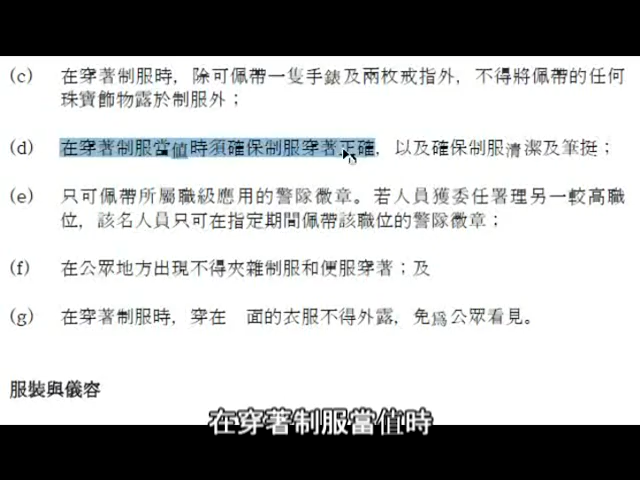 (c) 在穿著制服時，除可佩帶一隻手錶及兩枚戒指外，不得將佩帶的任何
珠寶飾物露於制服外；
(d) 在穿著制服當值時須確保制服穿著正確，以及確保制服清潔及筆挺；
(e) 只可佩帶所屬職級應用的警隊徽章。若人員獲委任署理另一較高職
位，該名人員只可在指定期間佩帶該職位的警隊徽章；
(f) 在公眾地方出現不得夾雜制服和便服穿著；及
(g) 在穿著制服時，穿在　面的衣服不得外露，免為公眾看見。
服裝與儀容
在穿著制服當值時